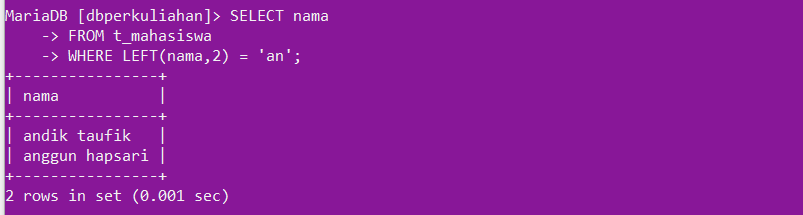 MariaDB [dbperkuliahan]> SELECT nama
    -> FROM t_mahasiswa
    -> WHERE LEFT(nama,2) = 'an';
+----------------+
| nama           |
+----------------+
| andik taufik   |
| anggun hapsari |
+----------------+
2 rows in set (0.001 sec)